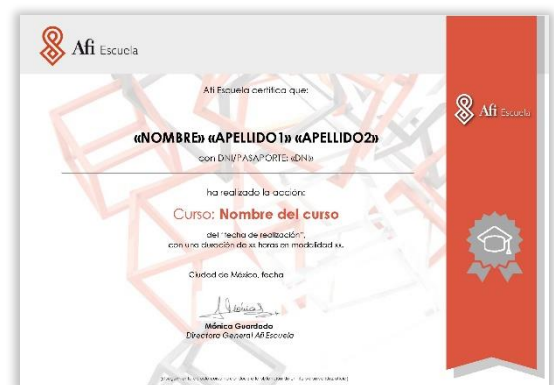 Afi Escuela
Afi Escuela certifica que:
Afi Escuela
«NOMBRE» «APELLIDO1» «APELLIDO2»
con DNI/PASAPORTE: «DNI»
ha realizado la acción:
Curso: Nombre del curso
del "fecha de realización",
con una duración de xx horas en modalidad xx.
Ciudad de México, fecha
Mónica Guardado
Directora General Afi Escuela